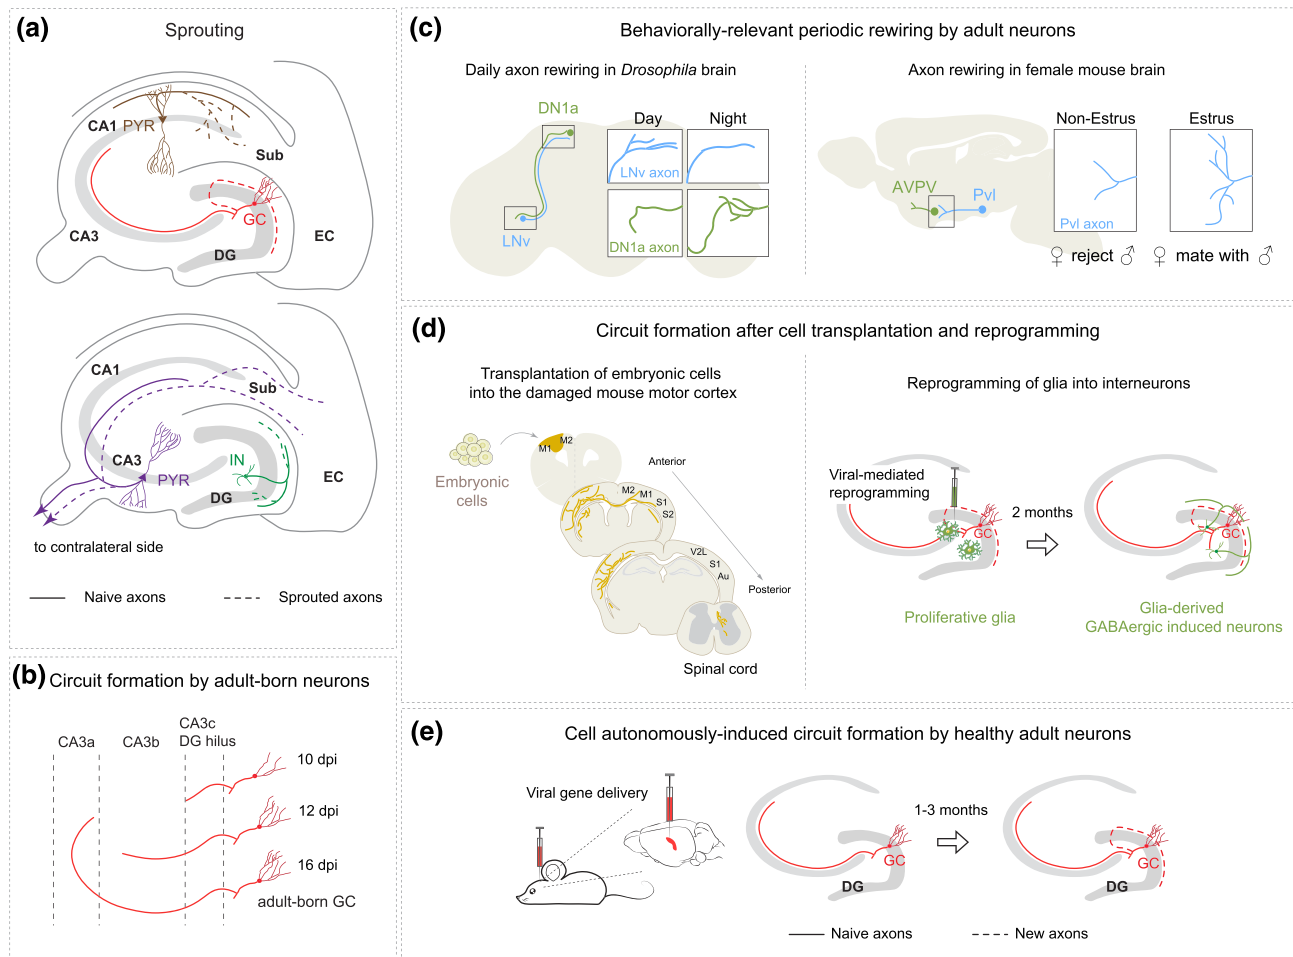 (a)
Sprouting
CA1 PYR
Sub
GC
CA3
EC
DG
CA1
Sub
CA3
IN
PYR
EC
DG
to contralateral side
Naive axons
Sprouted axons
(b)
Circuit formation by adult-born neurons
CA3c
CA3a
CA3b
DG hilus
10 dpi
12 dpi
16 dpi
adult-born GC
(c)
Behaviorally-relevant periodic rewiring by adult neurons
Daily axon rewiring in Drosophila brain
DN1a
Day
Night
LNv axon
LNv
DN1a axon
Axon rewiring in female mouse brain
Non-Estrus
Estrus
AVPV
Pvl
Pvl axon
♀ reject ♂
♀ mate with ♂
(d)
Circuit formation after cell transplantation and reprogramming
Transplantation of embryonic cells
into the damaged mouse motor cortex
M2
M1
Embryonic
cells
Anterior
M2
M1
S1
S2
V2L
S1
Au
Posterior
Spinal cord
Reprogramming of glia into interneurons
Viral-mediated
reprogramming
GC
2 months
GC
Proliferative glia
Glia-derived
GABAergic induced neurons
(e)
Cell autonomously-induced circuit formation by healthy adult neurons
Viral gene delivery
1-3 months
GC
DG
GC
DG
Naive axons
New axons